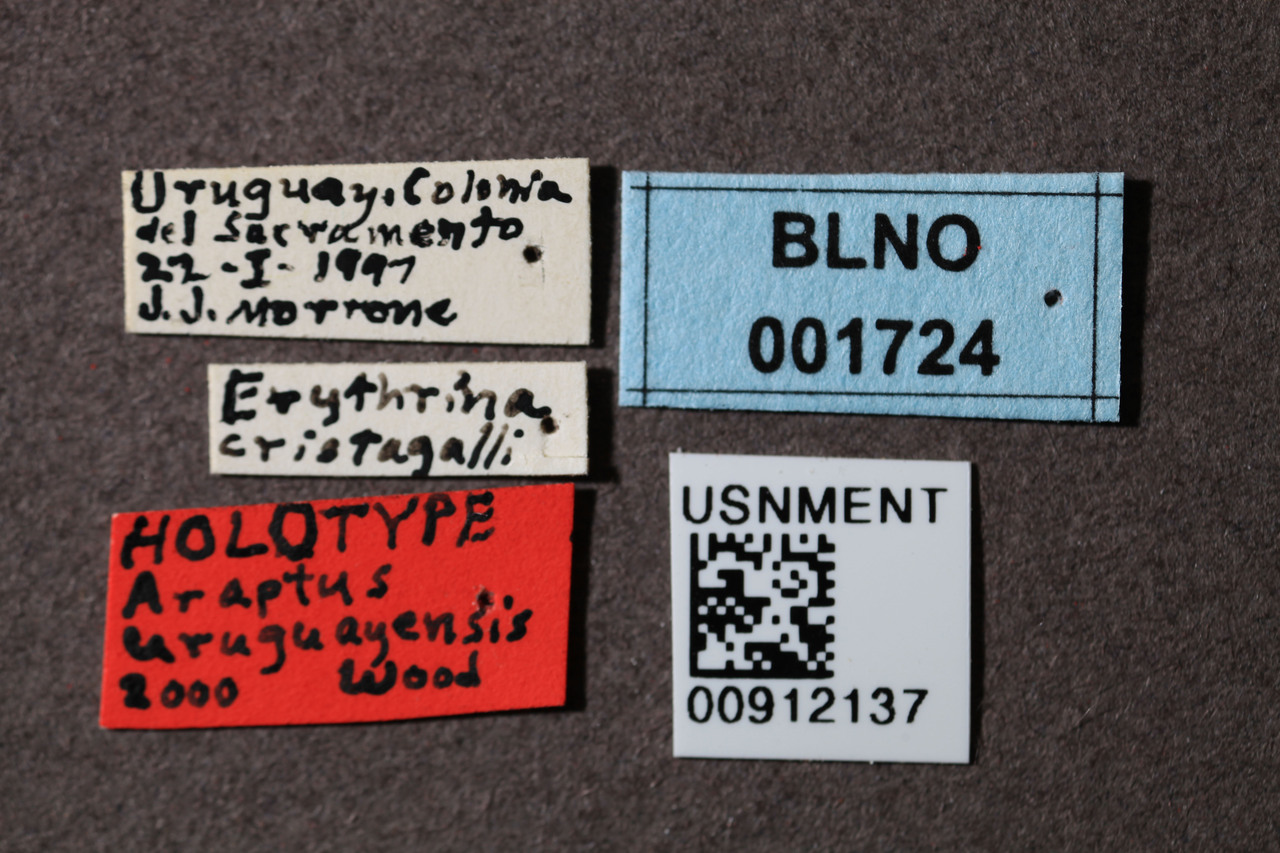 Uruguay, Colonia
del Sacramento
22-I-1997
J.J. Morrone
Erythrina
cristagalli
HOLOTYPE
Araptus
uruguayensis
2000 Wood
BLNO
001724
USNMENT
00912137